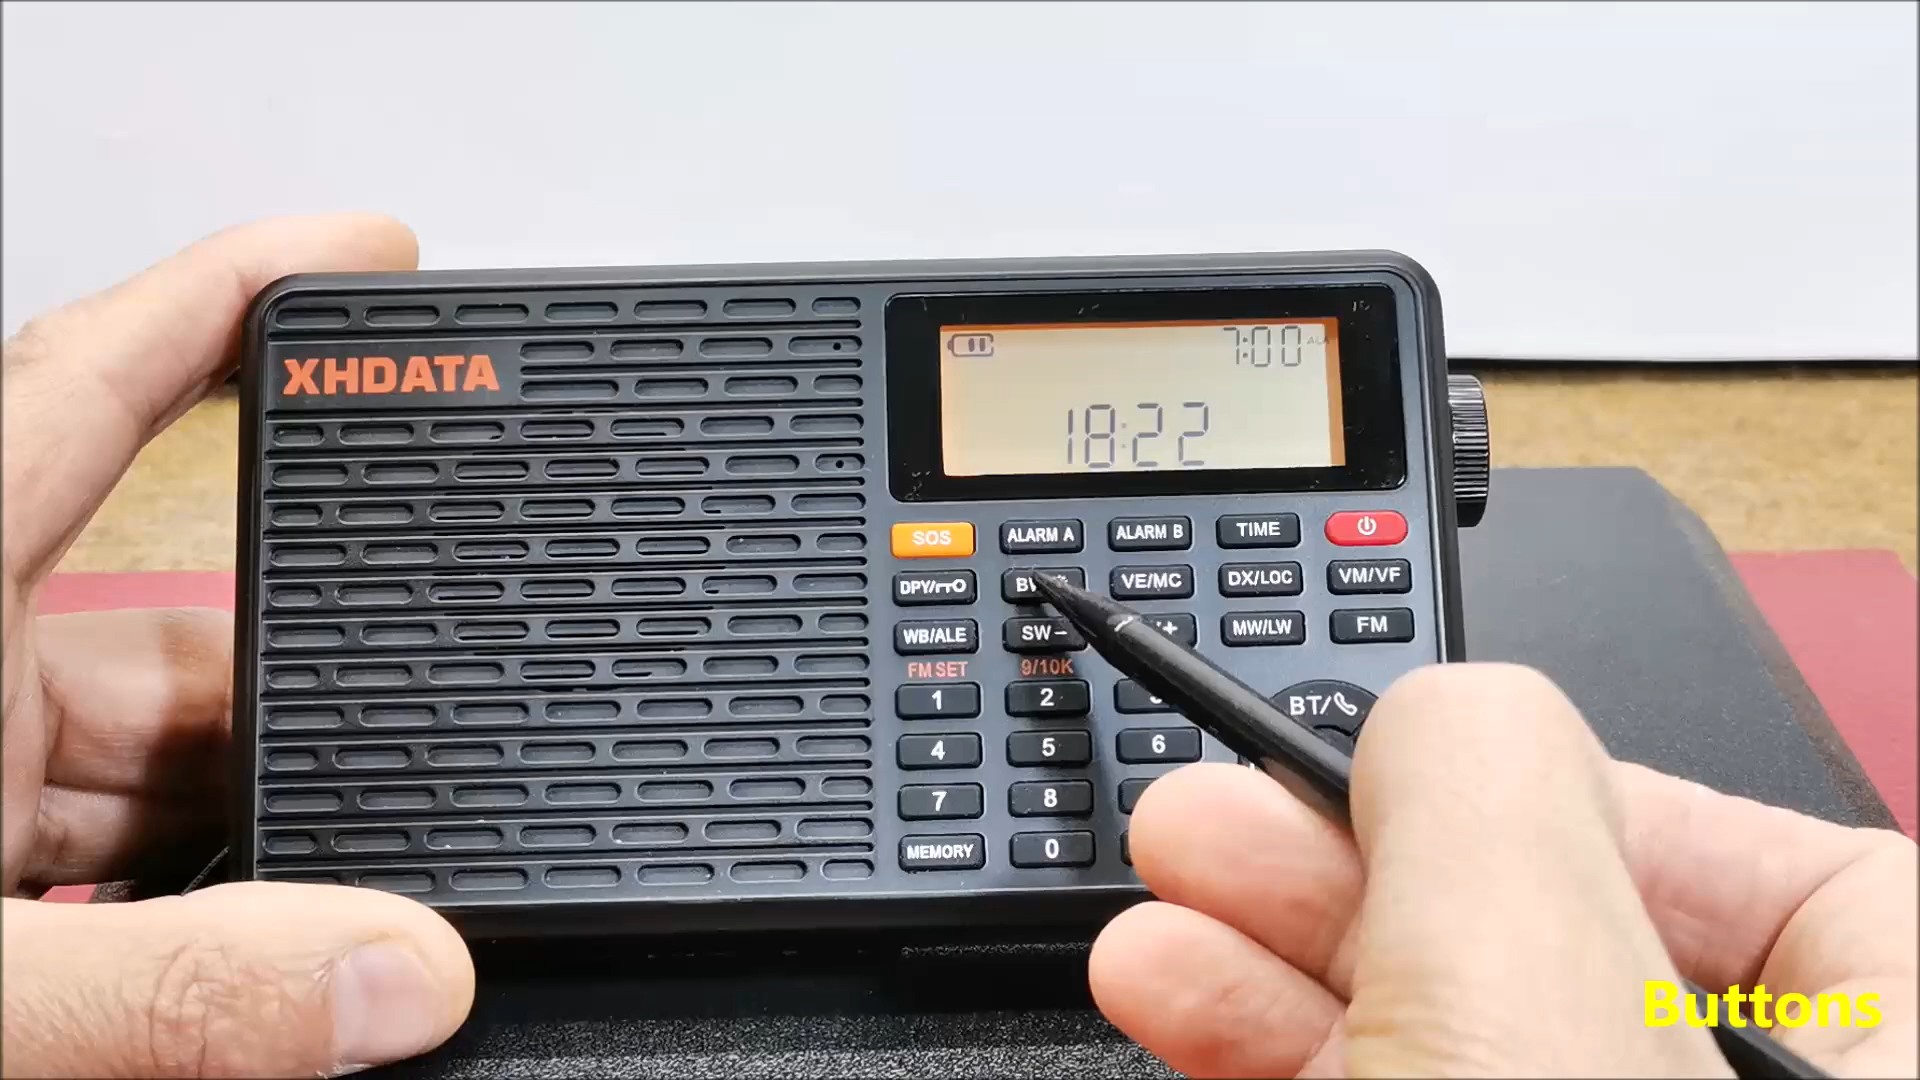 XHDATA
7:00
18:22
SOS ALARM A ALARM B TIME
DPY/ VE/MC DX/LOC VM/VF
WB/ALE SW – + MW/LW FM
FM SET 9/10K
1 2
4 5 6
7 8
MEMORY 0
BT/
Buttons